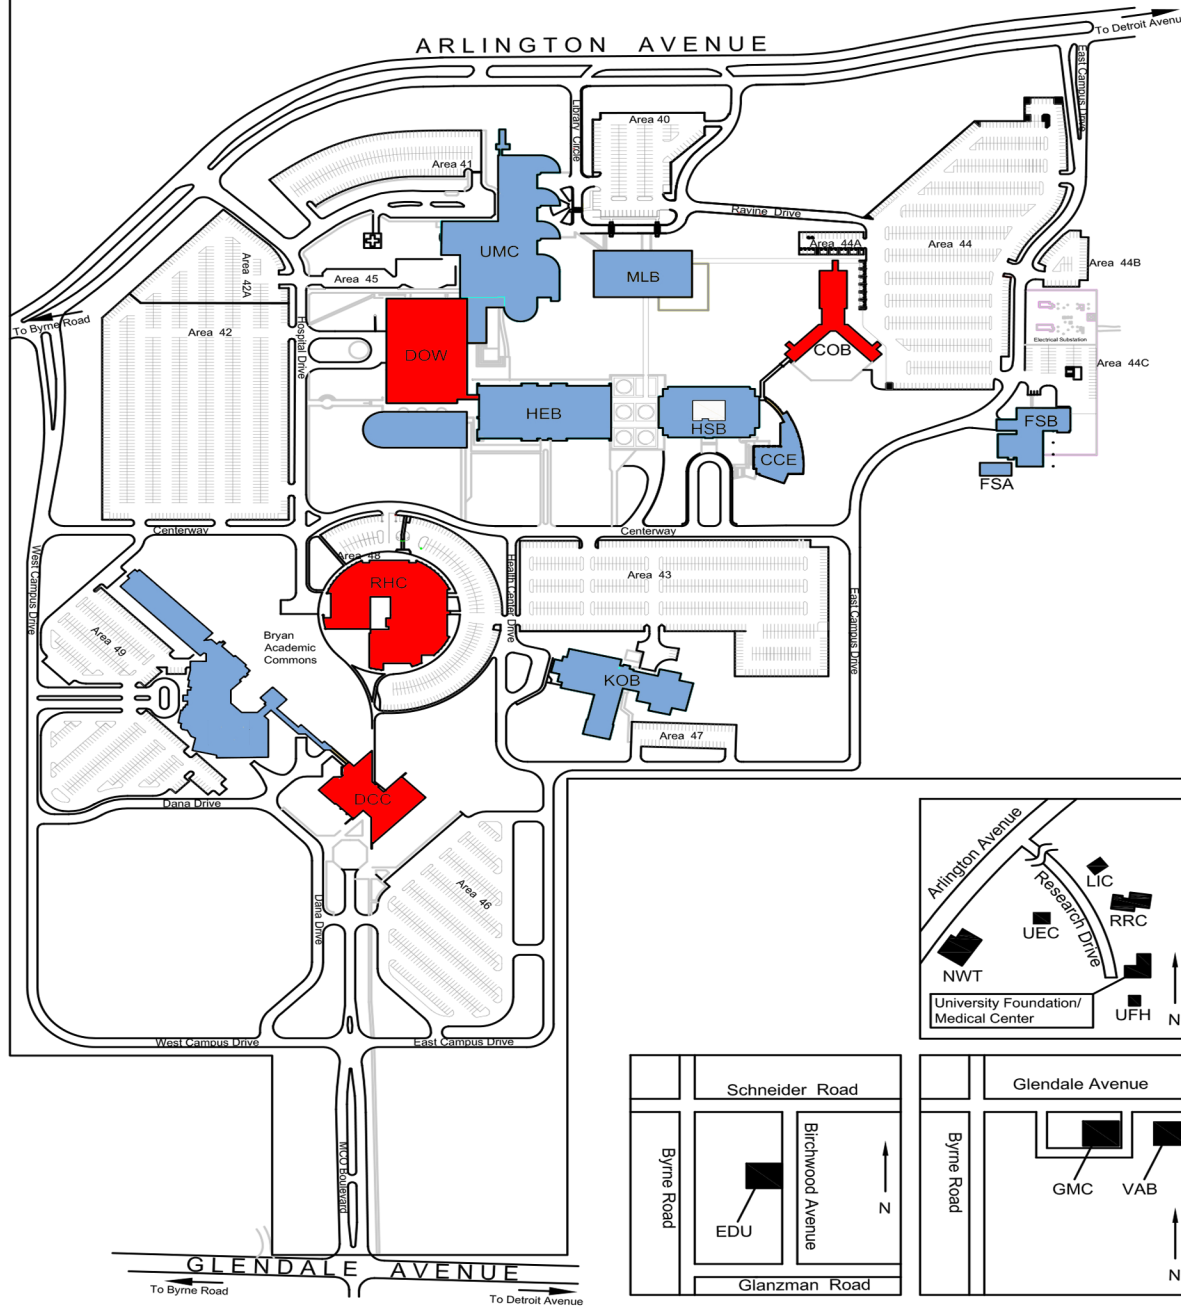 ARLINGTON AVENUE
To Detroit Avenue
East Campus Drive
Library Circle
Area 40
Area 41
Ravine Drive
Area 44A
Area 44
UMC
Area 42A
Area 45
MLB
Area 44B
To Byrne Road
Area 42
Hospital Drive
Electrical Substation
DOW
COB
Area 44C
HEB
HSB
FSB
CCE
FSA
Centerway
Centerway
West Campus Drive
Area 48
RHC
Health Center Drive
Area 43
East Campus Drive
Area 49
Bryan
Academic
Commons
KOB
Area 47
Dana Drive
DCC
Area 46
Dana Drive
West Campus Drive
East Campus Drive
MCO Boulevard
GLENDALE AVENUE
To Byrne Road
To Detroit Avenue
Arlington Avenue
Research Drive
LIC
RRC
UEC
NWT
University Foundation/
Medical Center
UFH
N
Schneider Road
Byrne Road
Birchwood Avenue
EDU
N
Glanzman Road
Glendale Avenue
Byrne Road
GMC
VAB
N